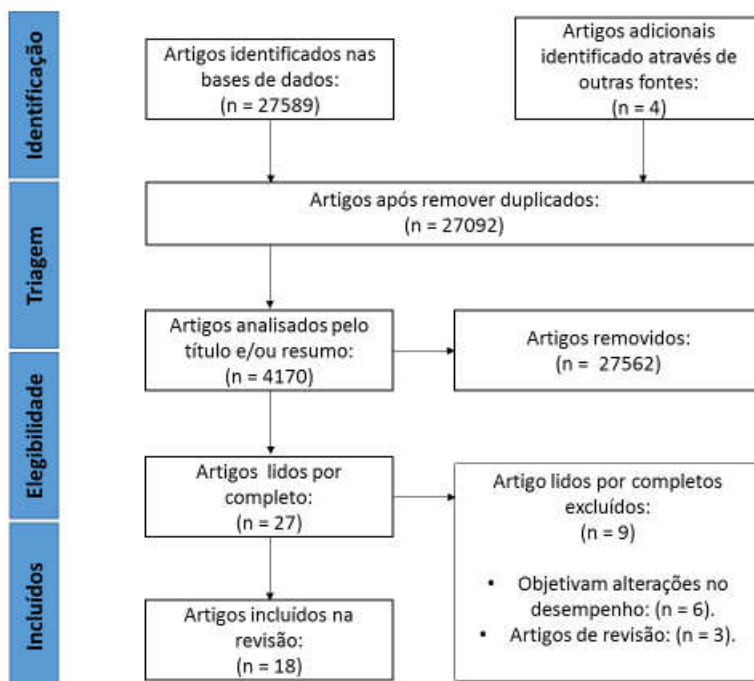 Identificação
Artigos identificados nas
bases de dados:
(n = 27589)
Artigos adicionais
identificado através de
outras fontes:
(n = 4)
Triagem
Artigos após remover duplicados:
(n = 27092)
Artigos analisados pelo
título e/ou resumo:
(n = 4170)
Artigos removidos:
(n = 27562)
Elegibilidade
Artigos lidos por
completo:
(n = 27)
Artigo lidos por completos
excluídos:
(n = 9)
• Objetivam alterações no
desempenho: (n = 6).
• Artigos de revisão: (n = 3).
Incluídos
Artigos incluídos na
revisão:
(n = 18)